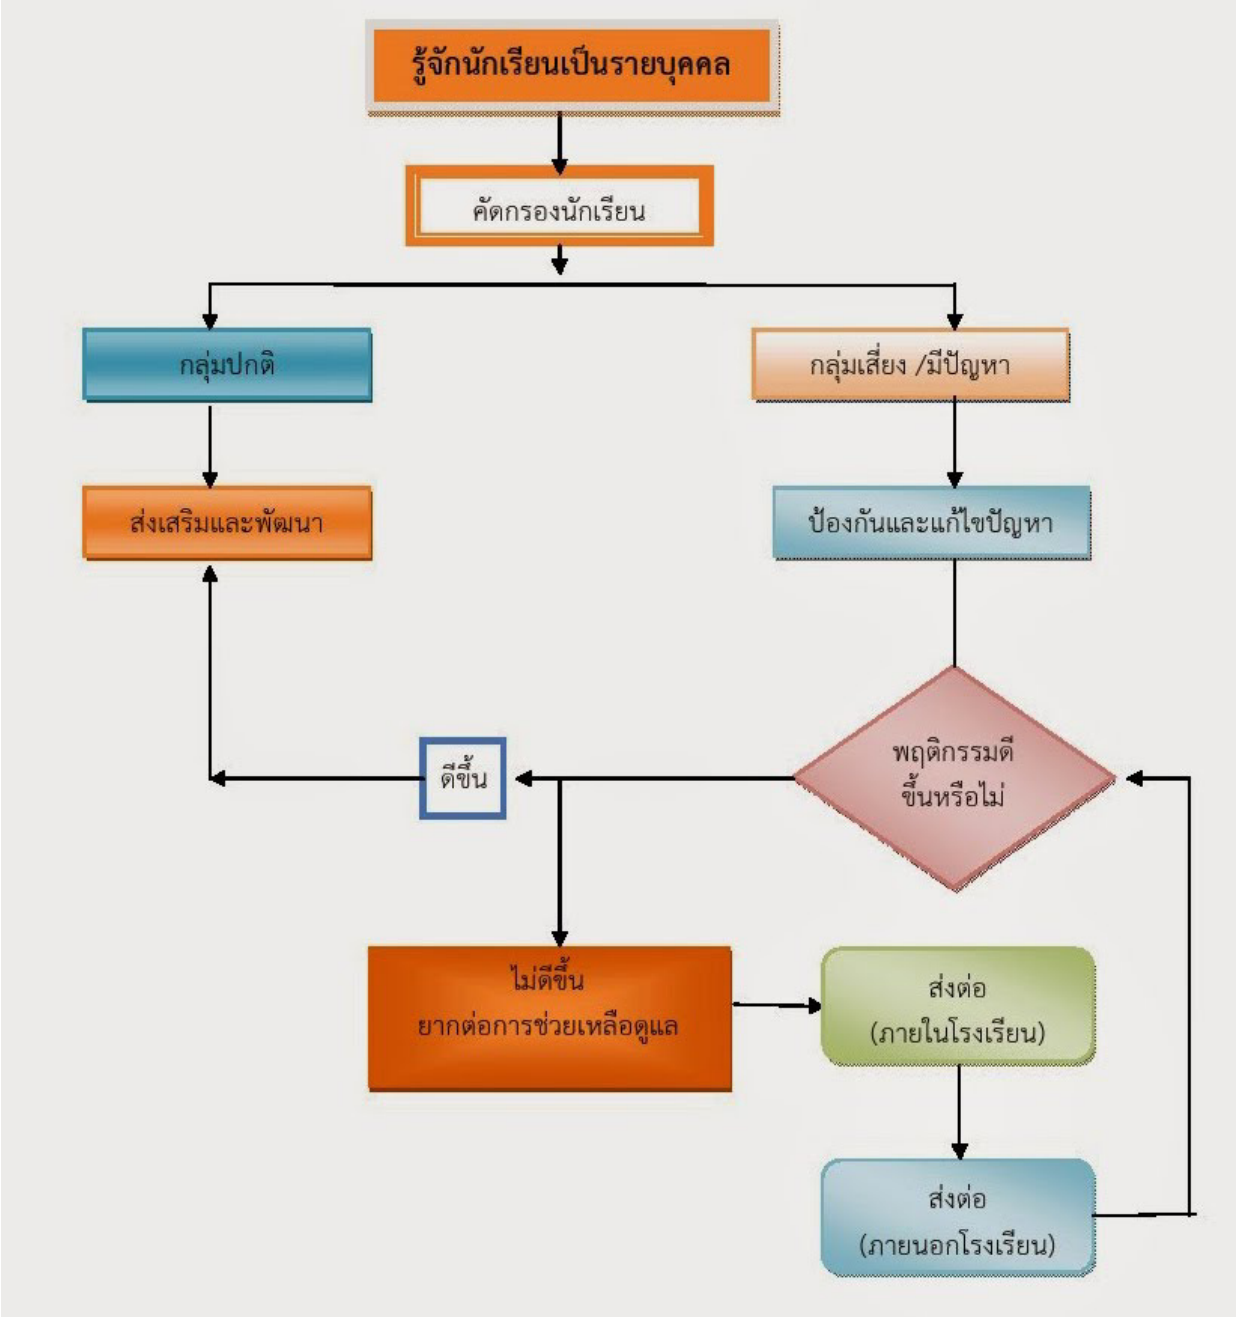 รู้จักนักเรียนเป็นรายบุคคล
คัดกรองนักเรียน
กลุ่มปกติ
กลุ่มเสี่ยง /มีปัญหา
ส่งเสริมและพัฒนา
ป้องกันและแก้ไขปัญหา
พฤติกรรมดี
ขึ้นหรือไม่
ดีขึ้น
ไม่ดีขึ้น
ยากต่อการช่วยเหลือดูแล
ส่งต่อ
(ภายในโรงเรียน)
ส่งต่อ
(ภายนอกโรงเรียน)